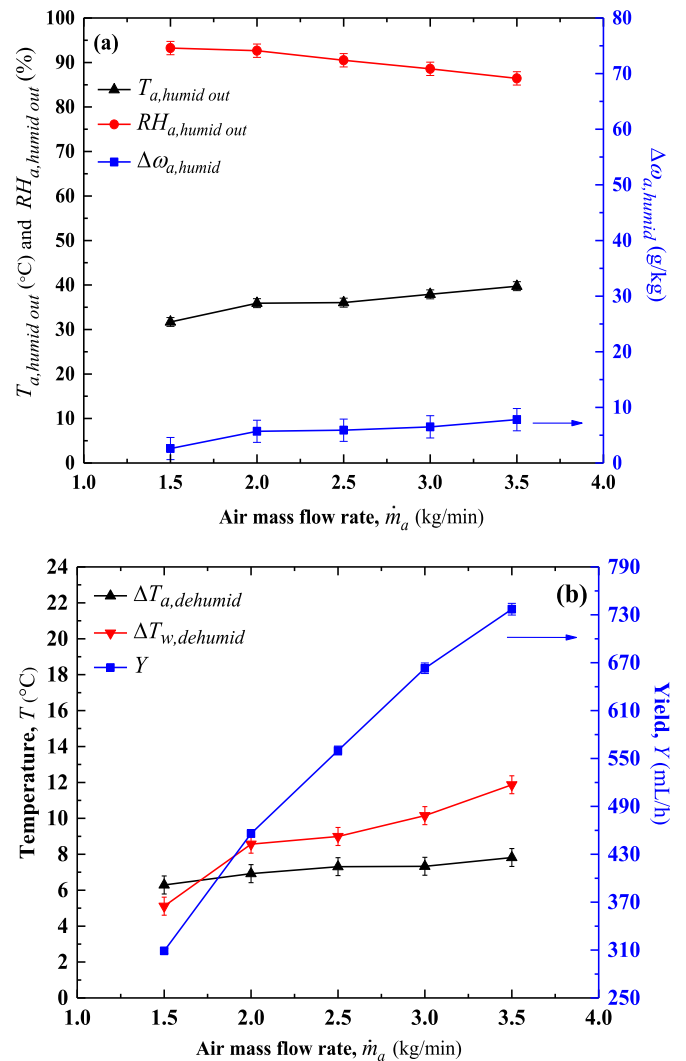 (a)
T_{a,humid out}
RH_{a,humid out}
Δω_{a,humid}
T_{a,humid out} (°C) and RH_{a,humid out} (%)
100
90
80
70
60
50
40
30
20
10
0
80
70
60
50
40
30
20
10
0
Δω_{a,humid} (g/kg)
1.0 1.5 2.0 2.5 3.0 3.5 4.0
Air mass flow rate, ṁ_a (kg/min)
(b)
ΔT_{a,dehumid}
ΔT_{w,dehumid}
Y
Temperature, T (°C)
24
22
20
18
16
14
12
10
8
6
4
2
0
790
730
670
610
550
490
430
370
310
250
Yield, Y (mL/h)
1.0 1.5 2.0 2.5 3.0 3.5 4.0
Air mass flow rate, ṁ_a (kg/min)